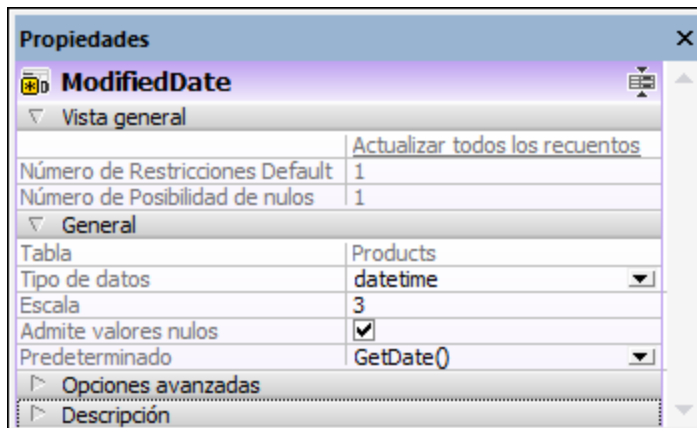 Propiedades
ModifiedDate
Vista general
Actualizar todos los recuentos
Número de Restricciones Default 1
Número de Posibilidad de nulos 1
General
Tabla Products
Tipo de datos datetime
Escala 3
Admite valores nulos
Predeterminado GetDate()
Opciones avanzadas
Descripción